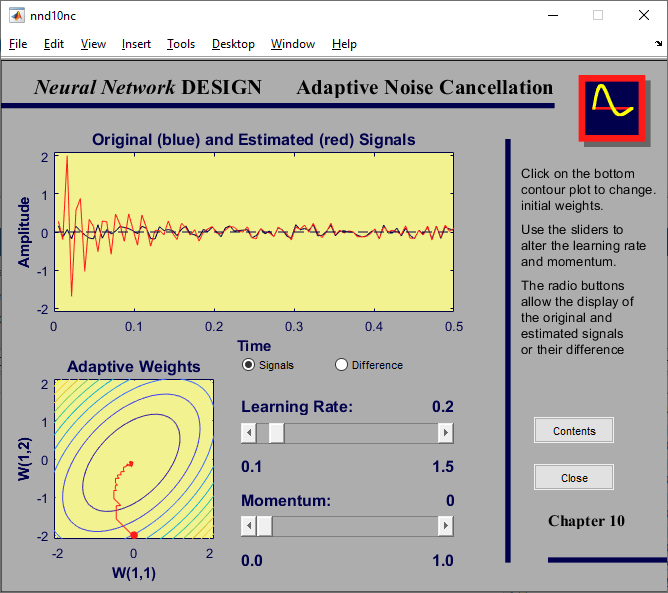 nnd10nc
File Edit View Insert Tools Desktop Window Help
Neural Network DESIGN Adaptive Noise Cancellation
Original (blue) and Estimated (red) Signals
2
1
0
-1
-2
Amplitude
0 0.1 0.2 0.3 0.4 0.5
Time
Signals Difference
Adaptive Weights
2
1
0
-1
-2
W(1,2)
-2 0 2
W(1,1)
Learning Rate: 0.2
0.1 1.5
Momentum: 0
0.0 1.0
Click on the bottom
contour plot to change.
initial weights.
Use the sliders to
alter the learning rate
and momentum.
The radio buttons
allow the display of
the original and
estimated signals
or their difference
Contents
Close
Chapter 10